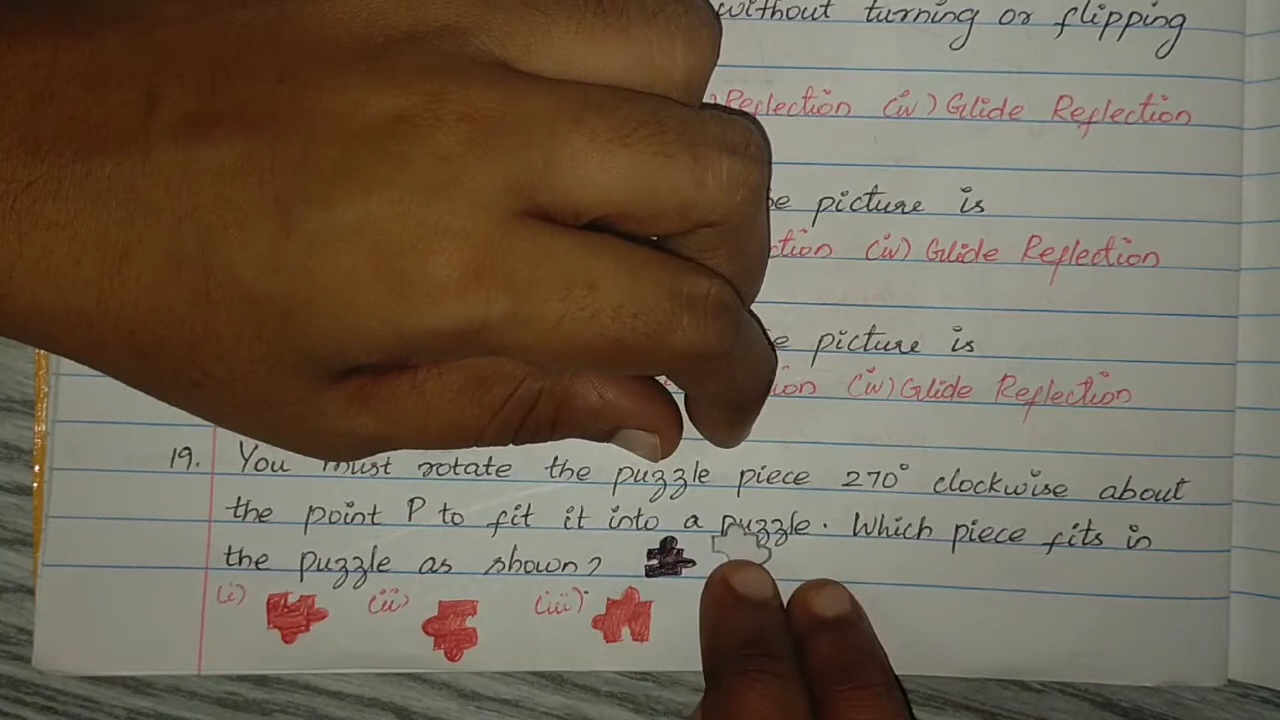 without turning or flipping
Reflection (iv) Glide Reflection
picture is
(iv) Glide Reflection
picture is
(iv) Glide Reflection
19. You must rotate the puzzle piece 270° clockwise about
the point P to fit it into a puzzle. Which piece fits in
the puzzle as shown?
(i) (ii) (iii)